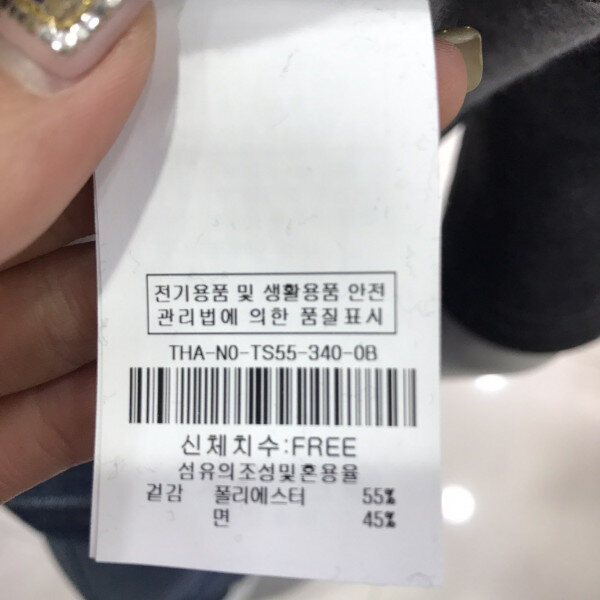 전기용품 및 생활용품 안전
관리법에 의한 품질표시
THA-N0-TS55-340-0B
신체치수:FREE
섬유의조성및혼용율
겉감 폴리에스터 55%
면 45%